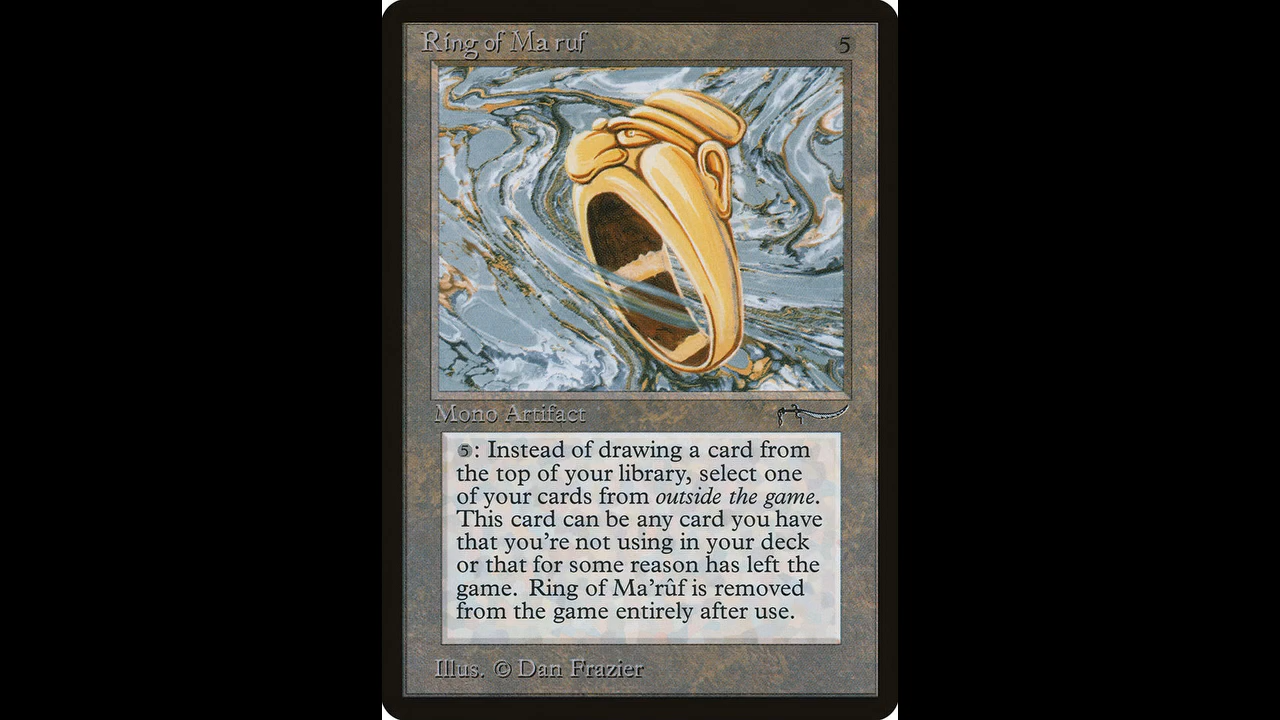 Ring of Ma ruf 5
Mono Artifact
5: Instead of drawing a card from
the top of your library, select one
of your cards from outside the game.
This card can be any card you have
that you're not using in your deck
or that for some reason has left the
game. Ring of Ma'rûf is removed
from the game entirely after use.
Illus. © Dan Frazier